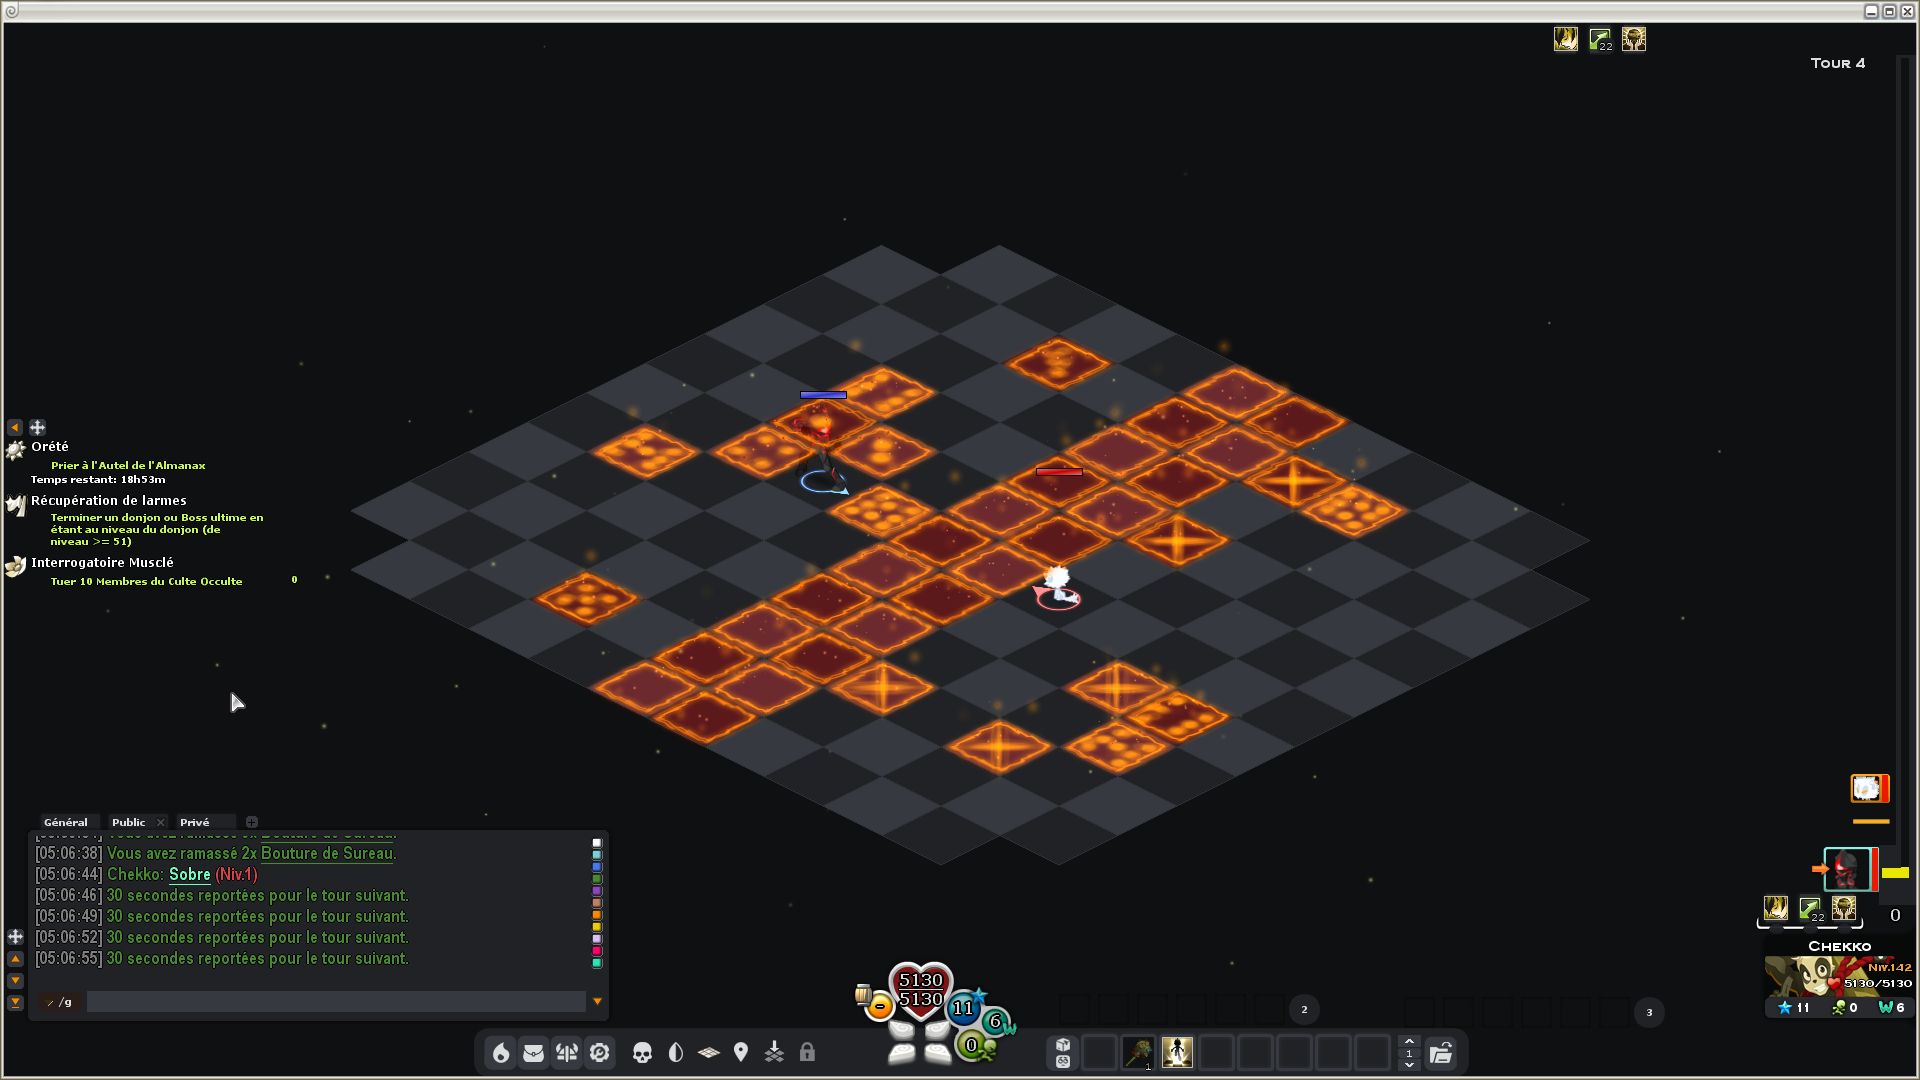 22
Tour 4
Orété
Prier à l'Autel de l'Almanax
Temps restant: 18h53m
Récupération de larmes
Terminer un donjon ou Boss ultime en
étant au niveau du donjon (de
niveau >= 51)
Interrogatoire Musclé
Tuer 10 Membres du Culte Occulte 0
Général Public Privé
[05:06:38] Vous avez ramassé 2x Bouture de Sureau.
[05:06:44] Chekko: Sobre (Niv.1)
[05:06:46] 30 secondes reportées pour le tour suivant.
[05:06:49] 30 secondes reportées pour le tour suivant.
[05:06:52] 30 secondes reportées pour le tour suivant.
[05:06:55] 30 secondes reportées pour le tour suivant.
/g
5130
5130
11
6
0
2
3
1
1
22
0
Chekko
Niv.142
5130/5130
11 0 W 6